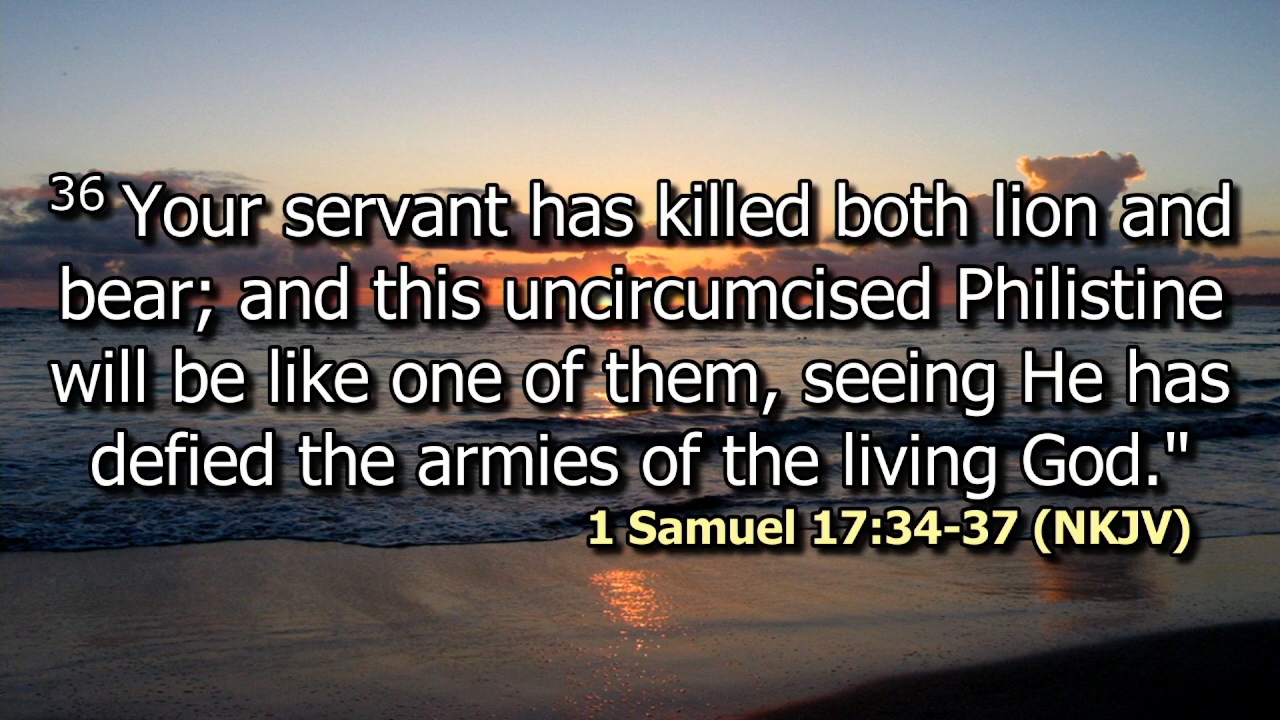 36 Your servant has killed both lion and
bear; and this uncircumcised Philistine
will be like one of them, seeing He has
defied the armies of the living God."
1 Samuel 17:34-37 (NKJV)